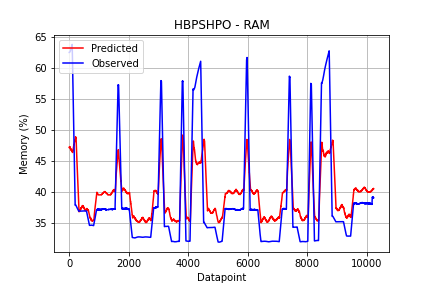 HBPSHPO - RAM
Predicted
Observed
Memory (%)
65
60
55
50
45
40
35
0
2000
4000
6000
8000
10000
Datapoint